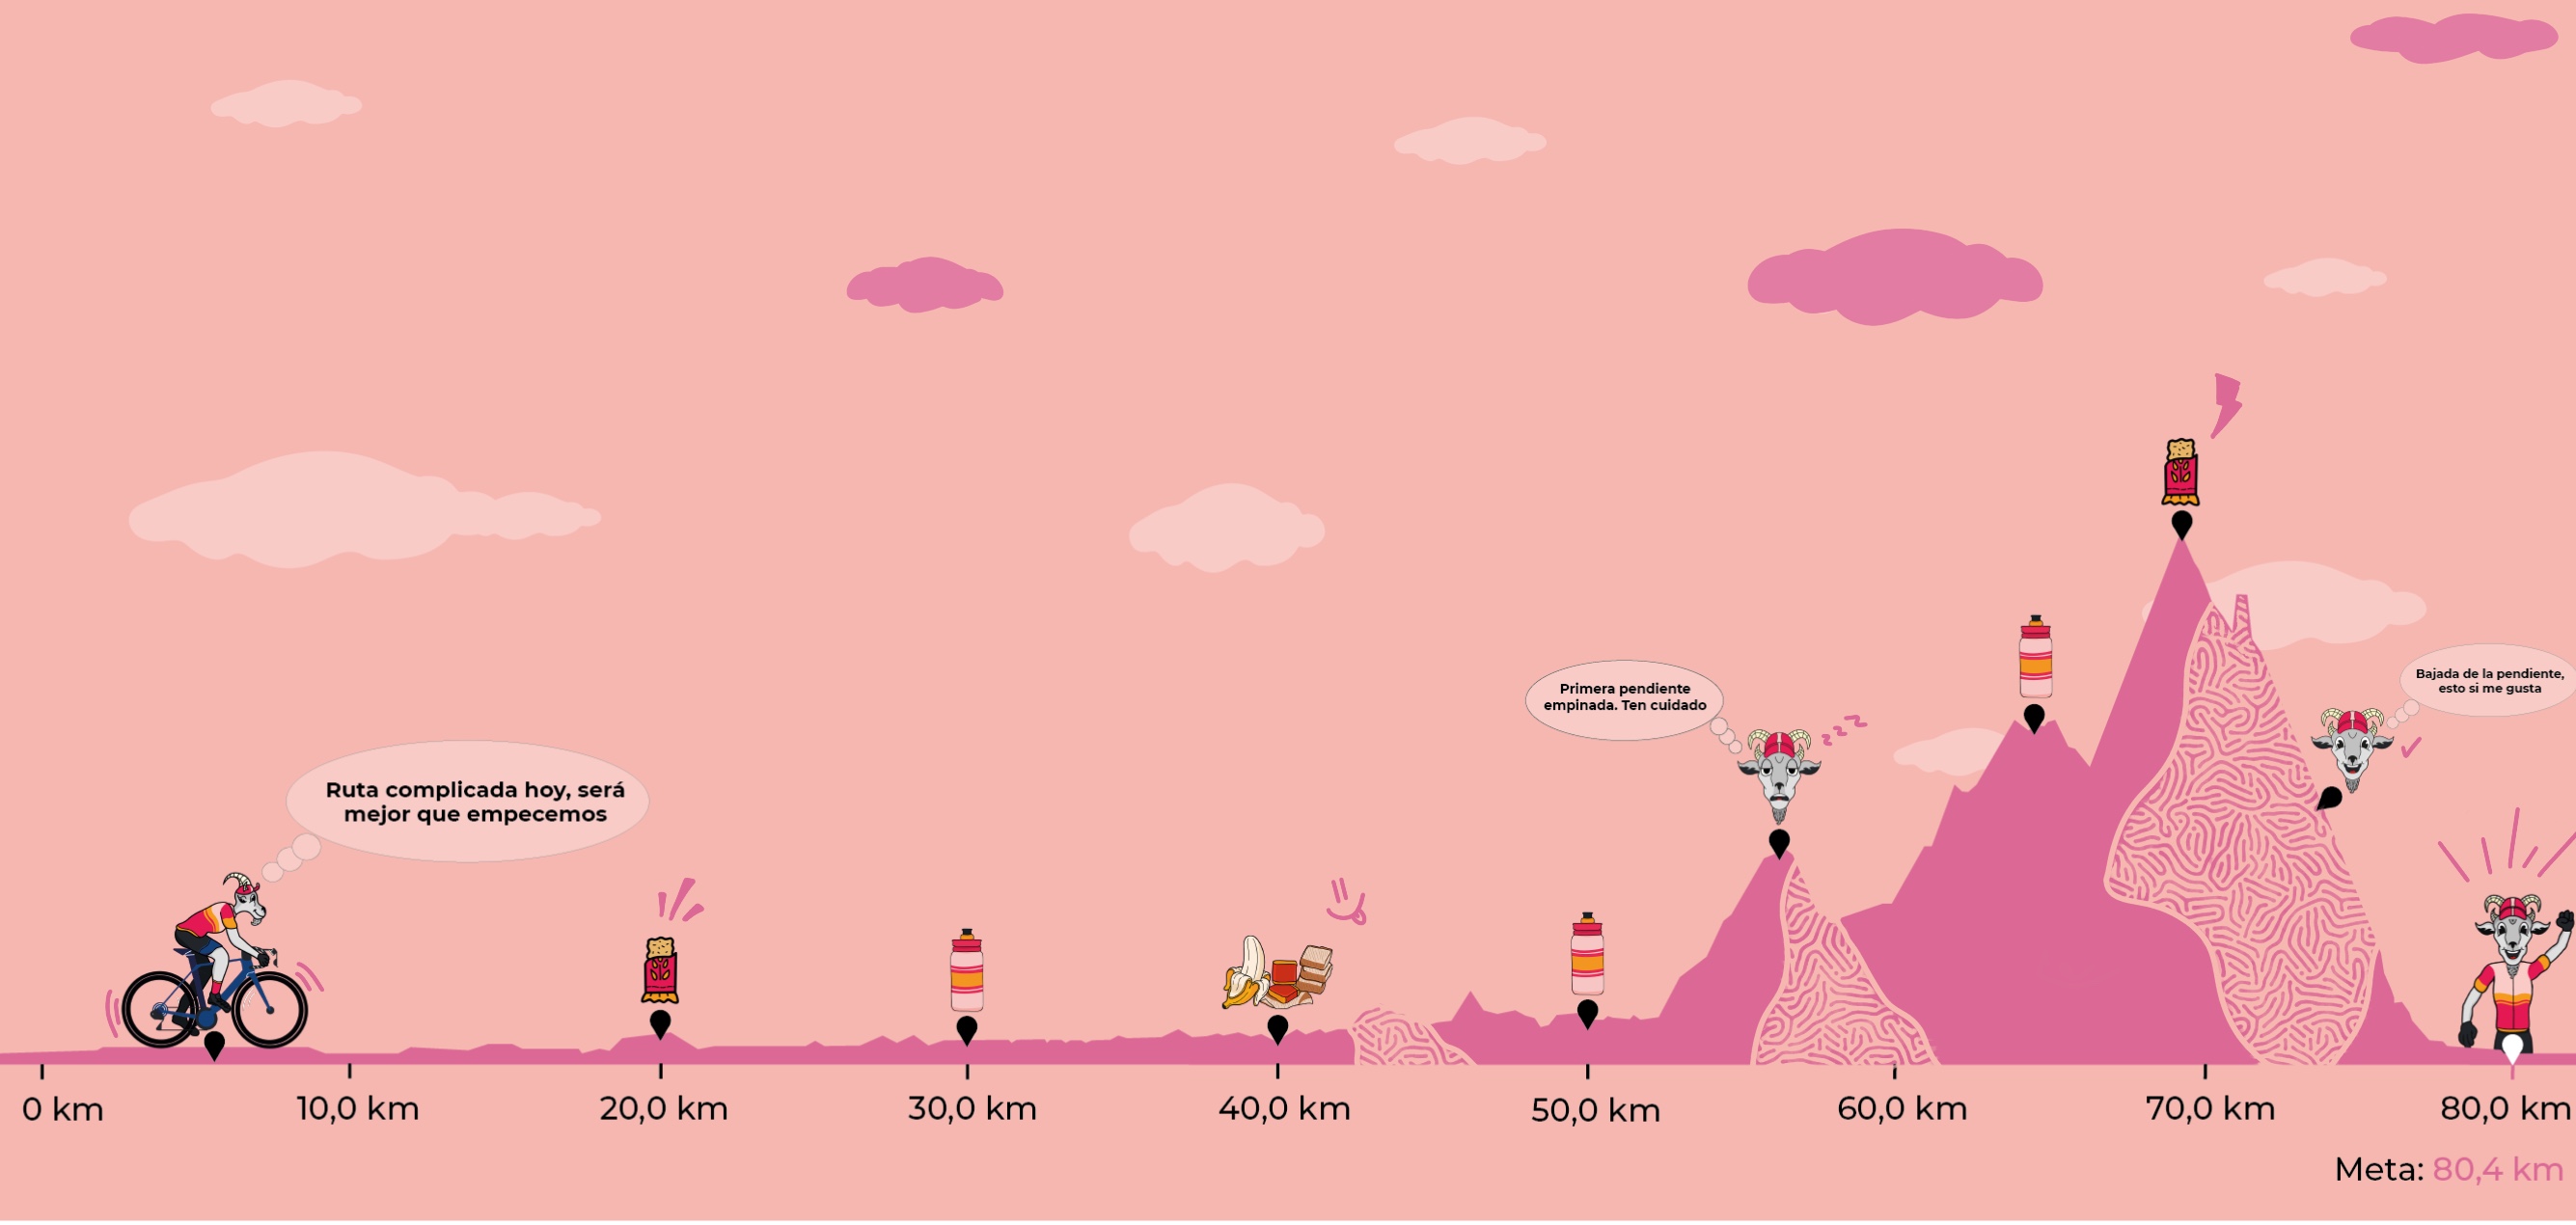 Primera pendiente
empinada. Ten cuidado
Bajada de la pendiente,
esto si me gusta
Ruta complicada hoy, será
mejor que empecemos
0 km
10,0 km
20,0 km
30,0 km
40,0 km
50,0 km
60,0 km
70,0 km
80,0 km
Meta: 80,4 km